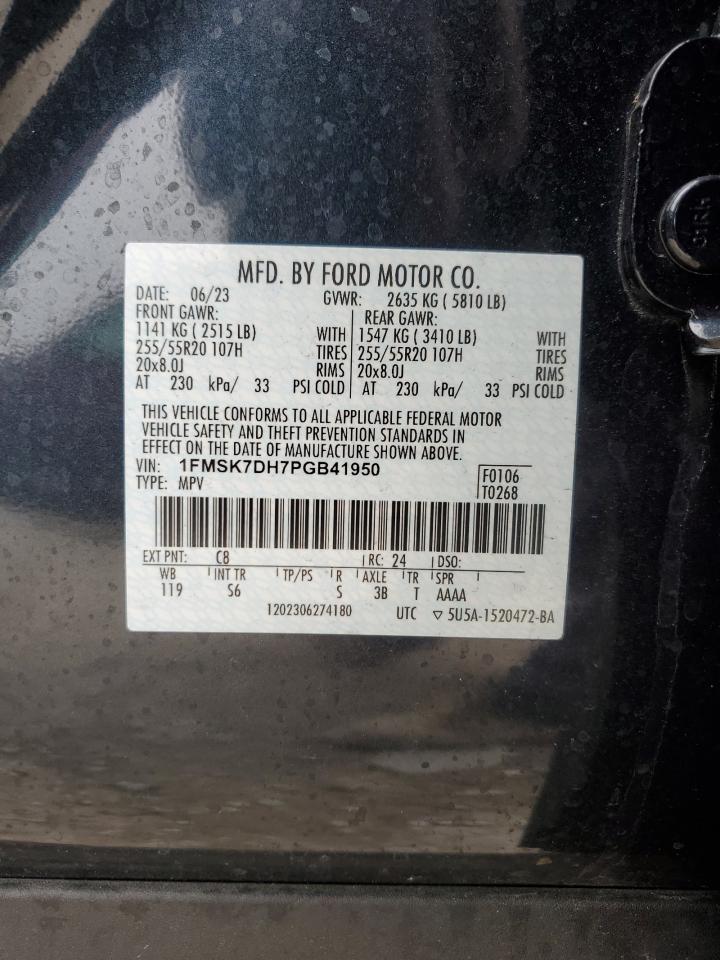 MFD. BY FORD MOTOR CO.
DATE: 06/23 GVWR: 2635 KG ( 5810 LB)
FRONT GAWR: REAR GAWR:
1141 KG ( 2515 LB) WITH 1547 KG ( 3410 LB) WITH
255/55R20 107H TIRES 255/55R20 107H TIRES
20x8.0J RIMS 20x8.0J RIMS
AT 230 kPa/ 33 PSI COLD AT 230 kPa/ 33 PSI COLD
THIS VEHICLE CONFORMS TO ALL APPLICABLE FEDERAL MOTOR
VEHICLE SAFETY AND THEFT PREVENTION STANDARDS IN
EFFECT ON THE DATE OF MANUFACTURE SHOWN ABOVE.
VIN: 1FMSK7DH7PGB41950 F0106
TYPE: MPV T0268
EXT PNT: C8 RC: 24 DSO:
WB INT TR TP/PS R AXLE TR SPR
119 S6 S 3B T AAAA
1202306274180 UTC ▽ 5U5A-1520472-BA